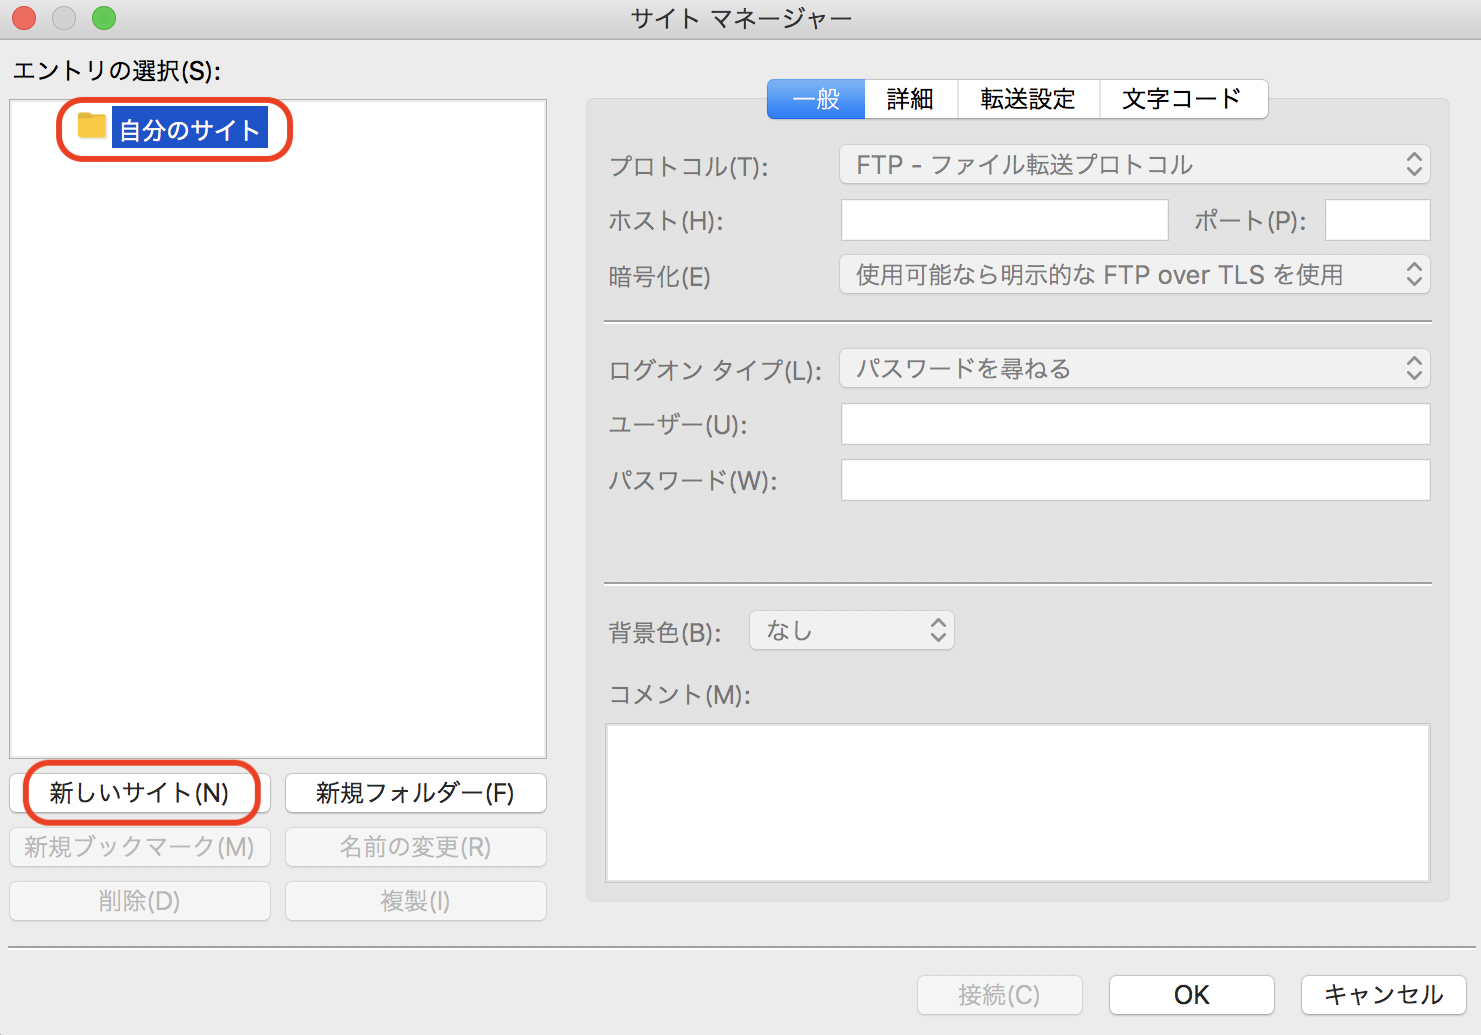 サイト マネージャー
エントリの選択(S):
自分のサイト
新しいサイト(N)
新規フォルダー(F)
新規ブックマーク(M)
名前の変更(R)
削除(D)
複製(I)
一般
詳細
転送設定
文字コード
プロトコル(T):
FTP - ファイル転送プロトコル
ホスト(H):
ポート(P):
暗号化(E)
使用可能なら明示的な FTP over TLS を使用
ログオン タイプ(L):
パスワードを尋ねる
ユーザー(U):
パスワード(W):
背景色(B):
なし
コメント(M):
接続(C)
OK
キャンセル